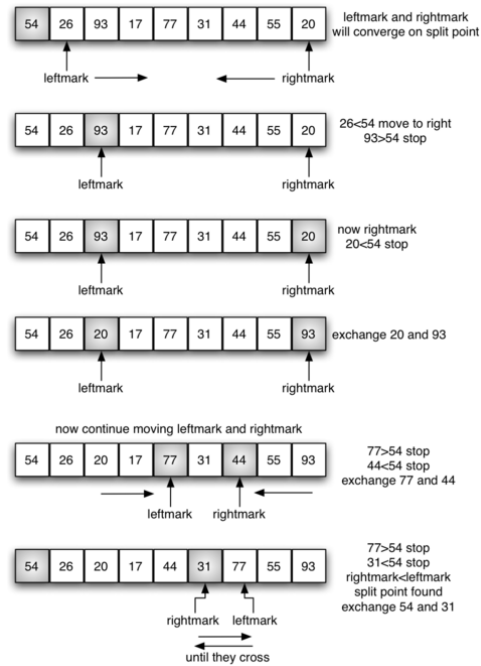 54 26 93 17 77 31 44 55 20
leftmark and rightmark
will converge on split point
leftmark
rightmark
54 26 93 17 77 31 44 55 20
26<54 move to right
93>54 stop
leftmark
rightmark
54 26 93 17 77 31 44 55 20
now rightmark
20<54 stop
leftmark
rightmark
54 26 20 17 77 31 44 55 93
exchange 20 and 93
leftmark
rightmark
now continue moving leftmark and rightmark
54 26 20 17 77 31 44 55 93
77>54 stop
44<54 stop
exchange 77 and 44
leftmark
rightmark
54 26 20 17 44 31 77 55 93
77>54 stop
31<54 stop
rightmark<leftmark
split point found
exchange 54 and 31
rightmark
leftmark
until they cross